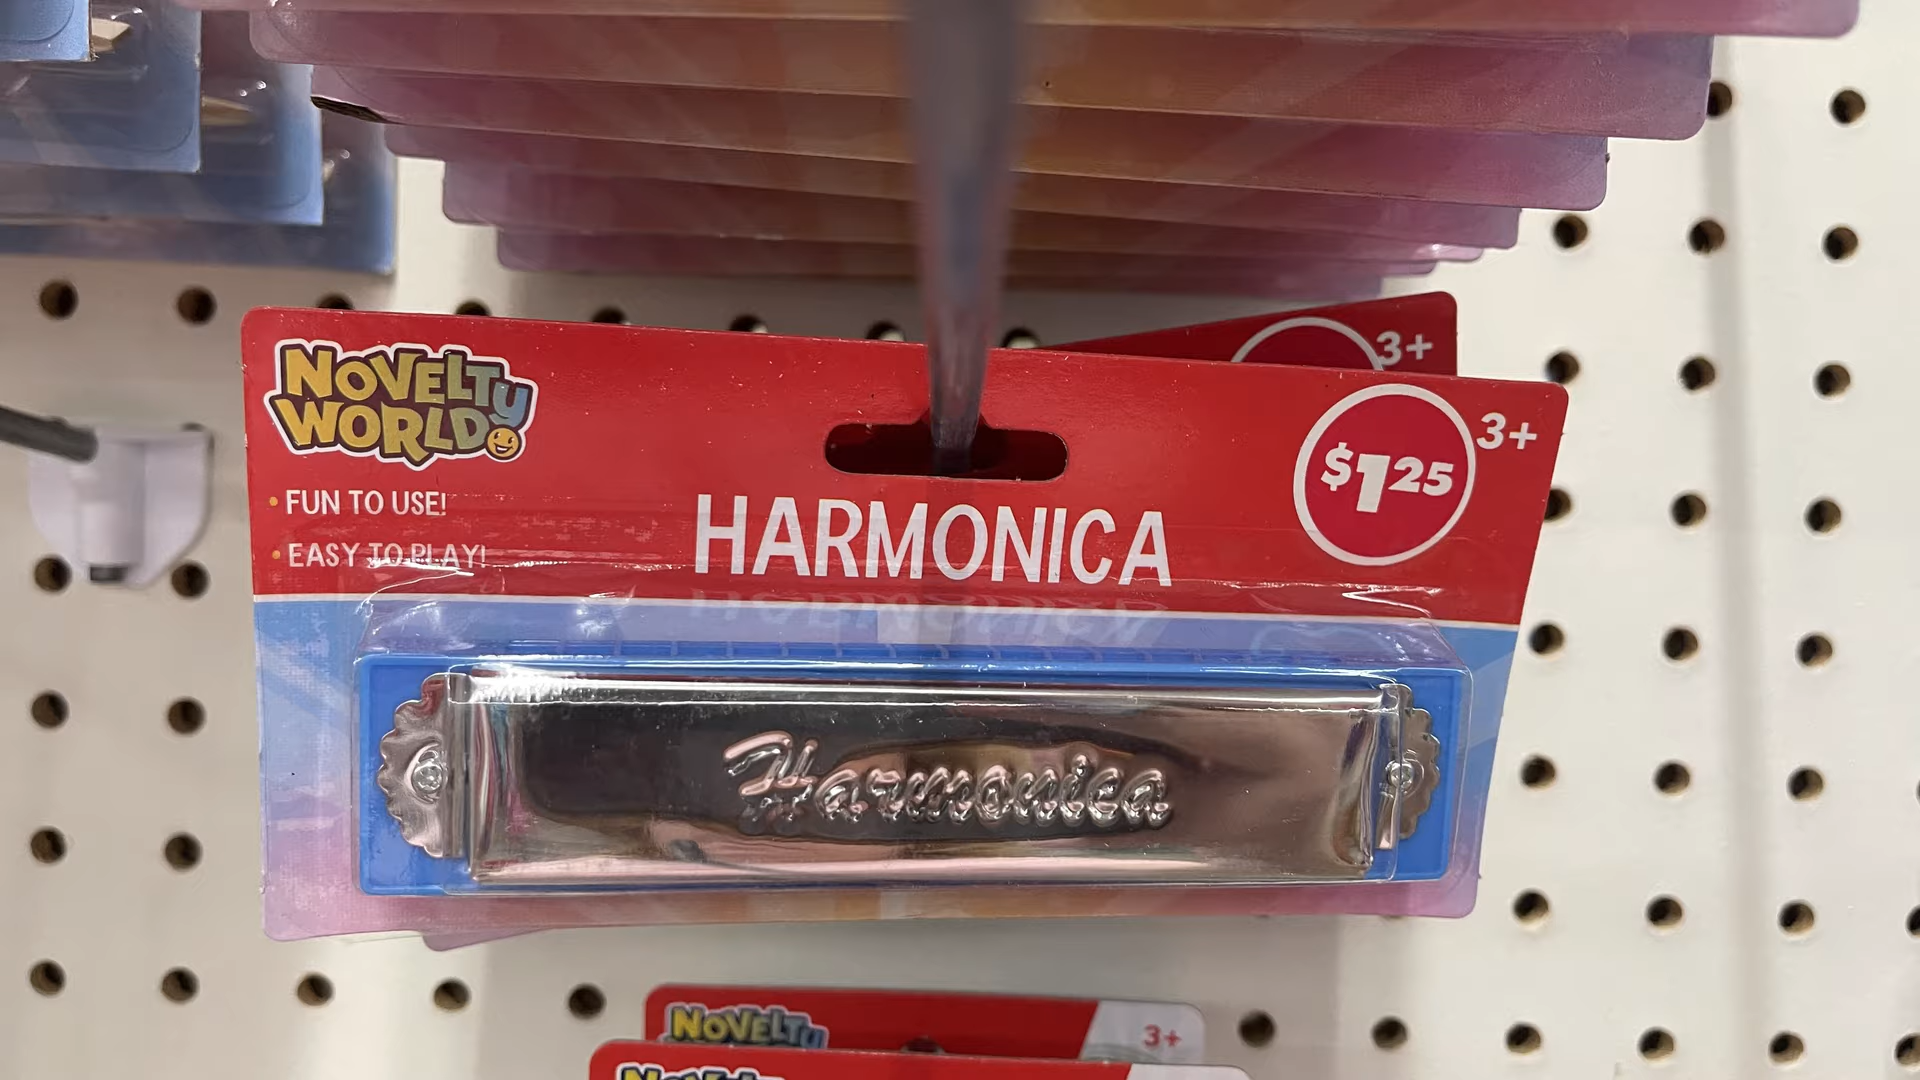 3+
NOVELTY
WORLD
3+
$1.25
• FUN TO USE!
• EASY TO PLAY!
HARMONICA
Harmonica
NOVELTY
3+